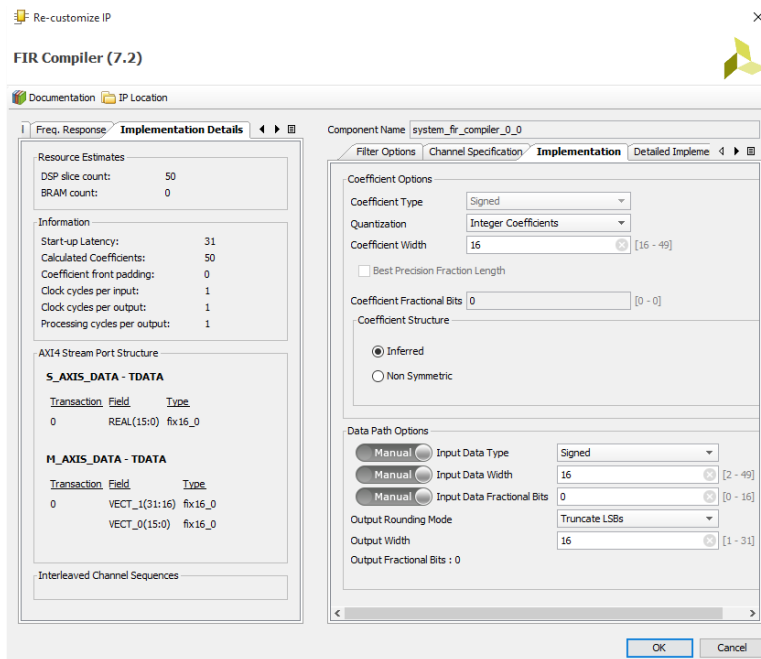 Re-customize IP
FIR Compiler (7.2)
Documentation IP Location
Freq. Response Implementation Details
Resource Estimates
DSP slice count: 50
BRAM count: 0
Information
Start-up Latency: 31
Calculated Coefficients: 50
Coefficient front padding: 0
Clock cycles per input: 1
Clock cycles per output: 1
Processing cycles per output: 1
AXI4 Stream Port Structure
S_AXIS_DATA - TDATA
Transaction Field Type
0 REAL(15:0) fix16_0
M_AXIS_DATA - TDATA
Transaction Field Type
0 VECT_1(31:16) fix16_0
VECT_0(15:0) fix16_0
Interleaved Channel Sequences
Component Name system_fir_compiler_0_0
Filter Options Channel Specification Implementation Detailed Impleme
Coefficient Options
Coefficient Type Signed
Quantization Integer Coefficients
Coefficient Width 16 [16 - 49]
Best Precision Fraction Length
Coefficient Fractional Bits 0 [0 - 0]
Coefficient Structure
Inferred
Non Symmetric
Data Path Options
Manual Input Data Type Signed
Manual Input Data Width 16 [2 - 49]
Manual Input Data Fractional Bits 0 [0 - 16]
Output Rounding Mode Truncate LSBs
Output Width 16 [1 - 31]
Output Fractional Bits : 0
OK Cancel